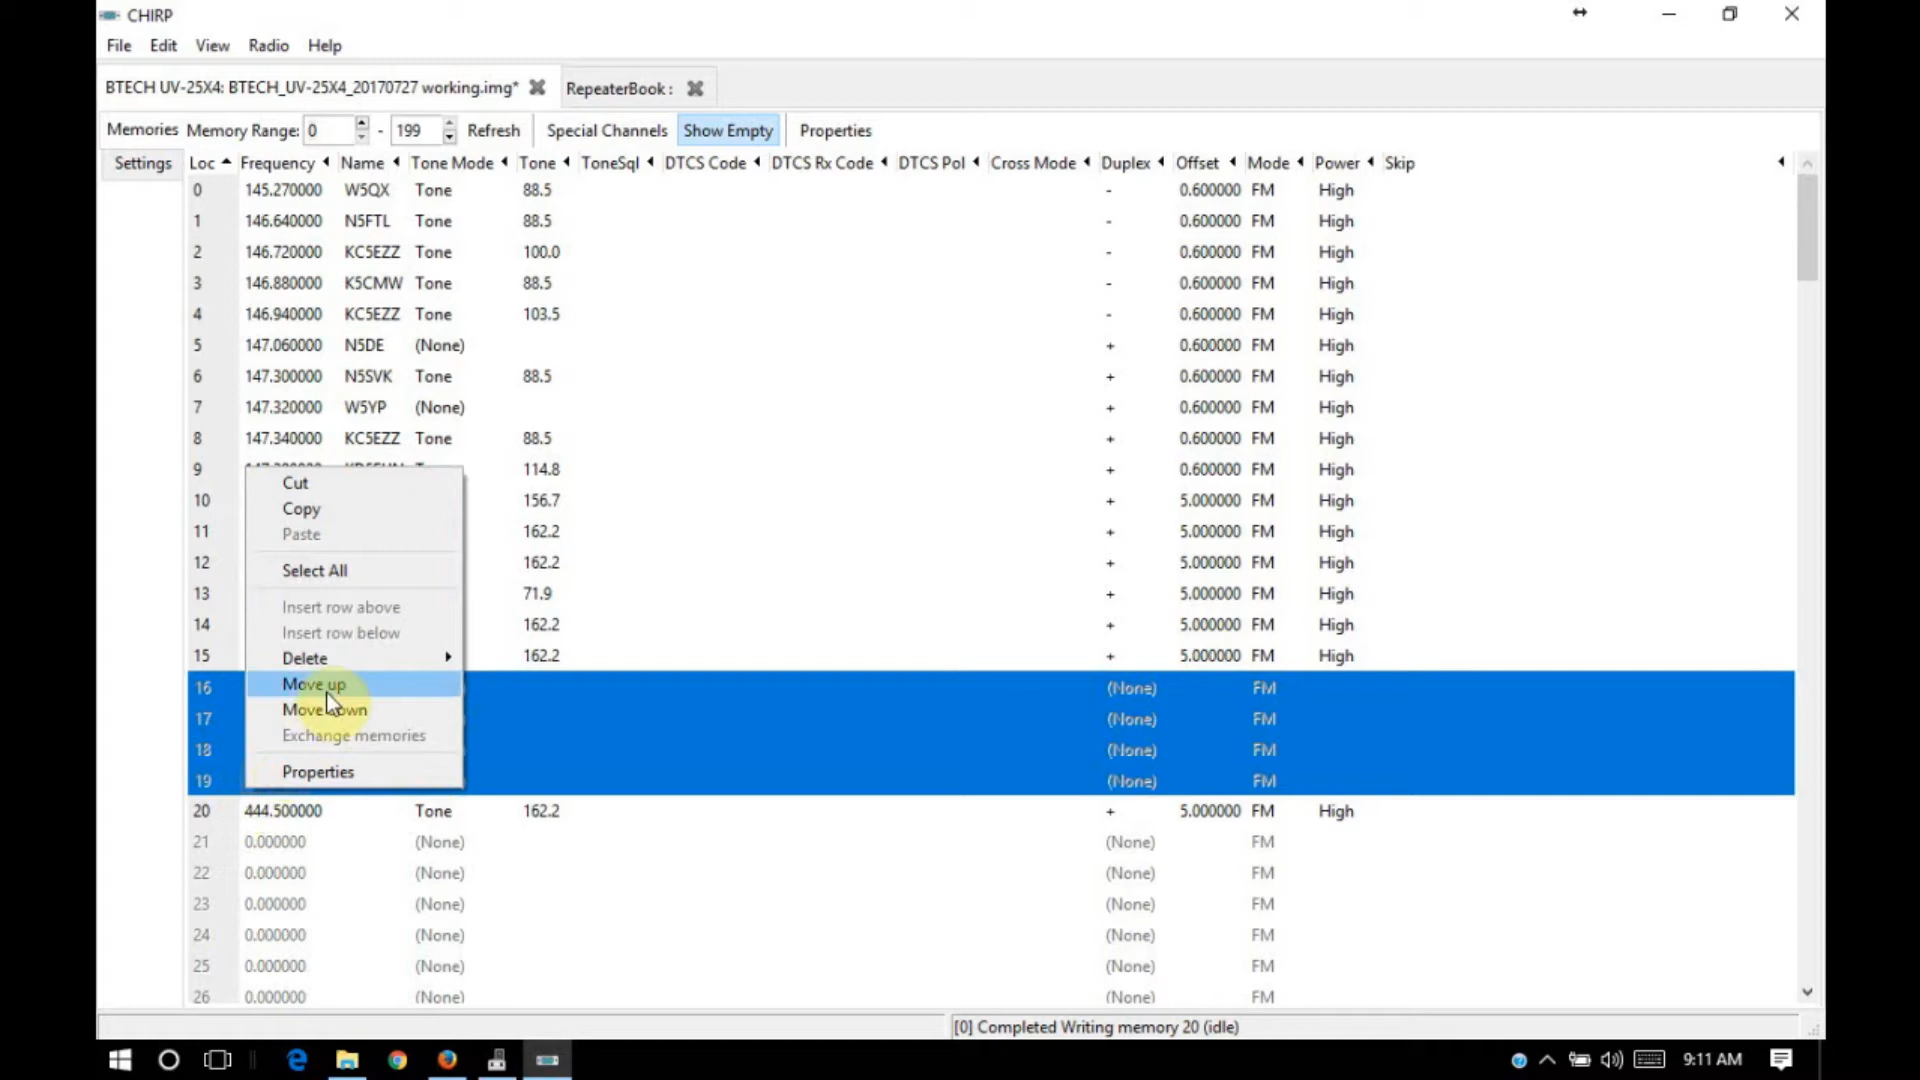 CHIRP
File Edit View Radio Help
BTECH UV-25X4: BTECH_UV-25X4_20170727 working.img* RepeaterBook :
Memories Memory Range: 0 - 199 Refresh Special Channels Show Empty Properties
Settings Loc Frequency Name Tone Mode Tone ToneSql DTCS Code DTCS Rx Code DTCS Pol Cross Mode Duplex Offset Mode Power Skip
0 145.270000 W5QX Tone 88.5 - 0.600000 FM High
1 146.640000 N5FTL Tone 88.5 - 0.600000 FM High
2 146.720000 KC5EZZ Tone 100.0 - 0.600000 FM High
3 146.880000 K5CMW Tone 88.5 - 0.600000 FM High
4 146.940000 KC5EZZ Tone 103.5 - 0.600000 FM High
5 147.060000 N5DE (None) + 0.600000 FM High
6 147.300000 N5SVK Tone 88.5 + 0.600000 FM High
7 147.320000 W5YP (None) + 0.600000 FM High
8 147.340000 KC5EZZ Tone 88.5 + 0.600000 FM High
9 114.8 + 0.600000 FM High
10 156.7 + 5.000000 FM High
11 162.2 + 5.000000 FM High
12 162.2 + 5.000000 FM High
13 71.9 + 5.000000 FM High
14 162.2 + 5.000000 FM High
15 162.2 + 5.000000 FM High
16 (None) FM
17 (None) FM
18 (None) FM
19 (None) FM
20 444.500000 Tone 162.2 + 5.000000 FM High
21 0.000000 (None) (None) FM
22 0.000000 (None) (None) FM
23 0.000000 (None) (None) FM
24 0.000000 (None) (None) FM
25 0.000000 (None) (None) FM
26 0.000000 (None) (None) FM
Cut
Copy
Paste
Select All
Insert row above
Insert row below
Delete
Move up
Move down
Exchange memories
Properties
[0] Completed Writing memory 20 (idle)
9:11 AM